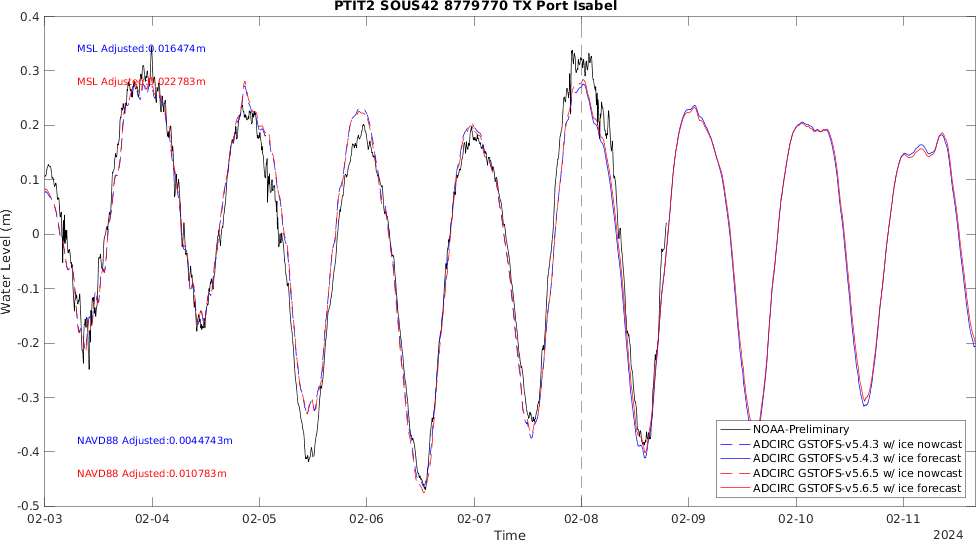 PTIT2 SOUS42 8779770 TX Port Isabel
0.4
0.3
0.2
0.1
0
-0.1
-0.2
-0.3
-0.4
-0.5
Water Level (m)
MSL Adjusted:0.016474m
MSL Adjusted:0.022783m
NAVD88 Adjusted:0.0044743m
NAVD88 Adjusted:0.010783m
NOAA-Preliminary
ADCIRC GSTOFS-v5.4.3 w/ ice nowcast
ADCIRC GSTOFS-v5.4.3 w/ ice forecast
ADCIRC GSTOFS-v5.6.5 w/ ice nowcast
ADCIRC GSTOFS-v5.6.5 w/ ice forecast
02-03 02-04 02-05 02-06 02-07 02-08 02-09 02-10 02-11
Time
2024